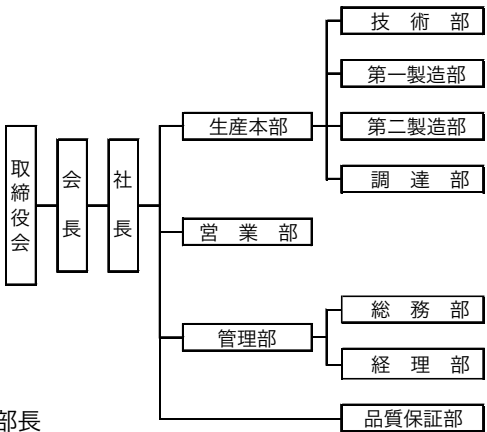 取締役会
会長
社長
生産本部
技術部
第一製造部
第二製造部
調達部
営業部
管理部
総務部
経理部
品質保証部
部長